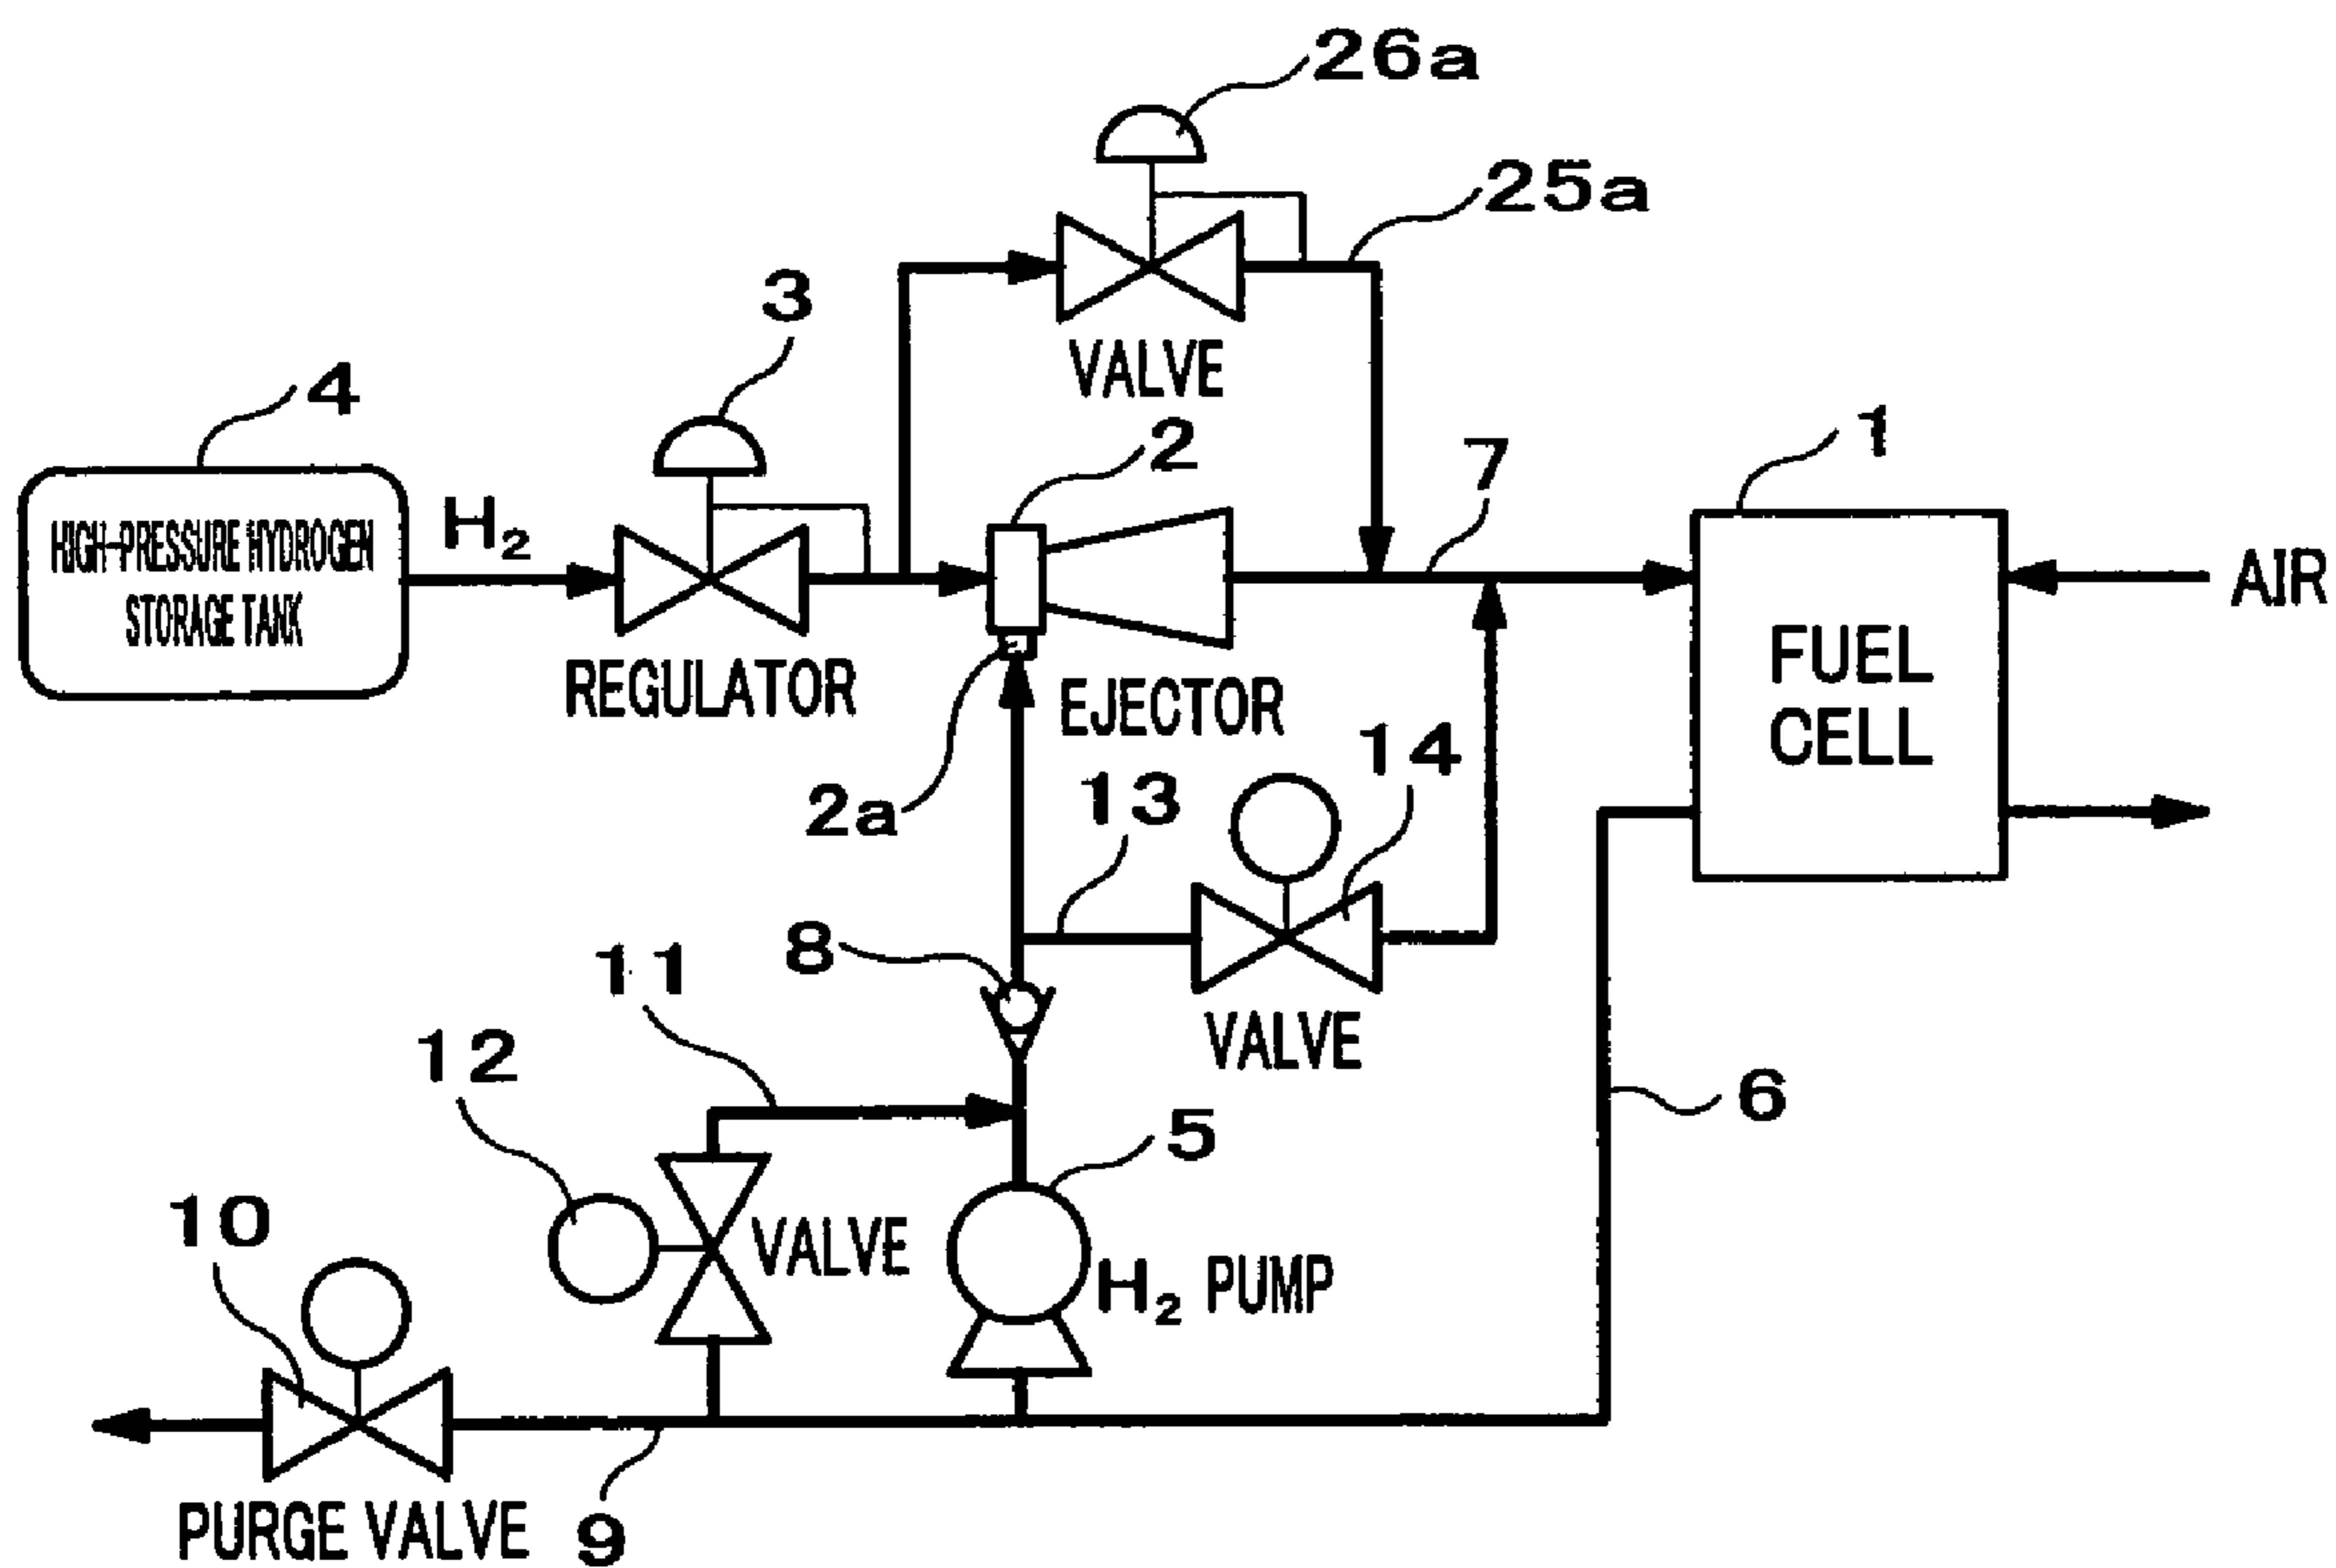 26a
25a
3
VALVE
4
2
1
7
HIGH-PRESSURE HYDROGEN
STORAGE TANK
H₂
AIR
REGULATOR
EJECTOR
FUEL
CELL
2a
13
14
8
11
VALVE
12
6
5
10
VALVE
H₂ PUMP
PURGE VALVE
9